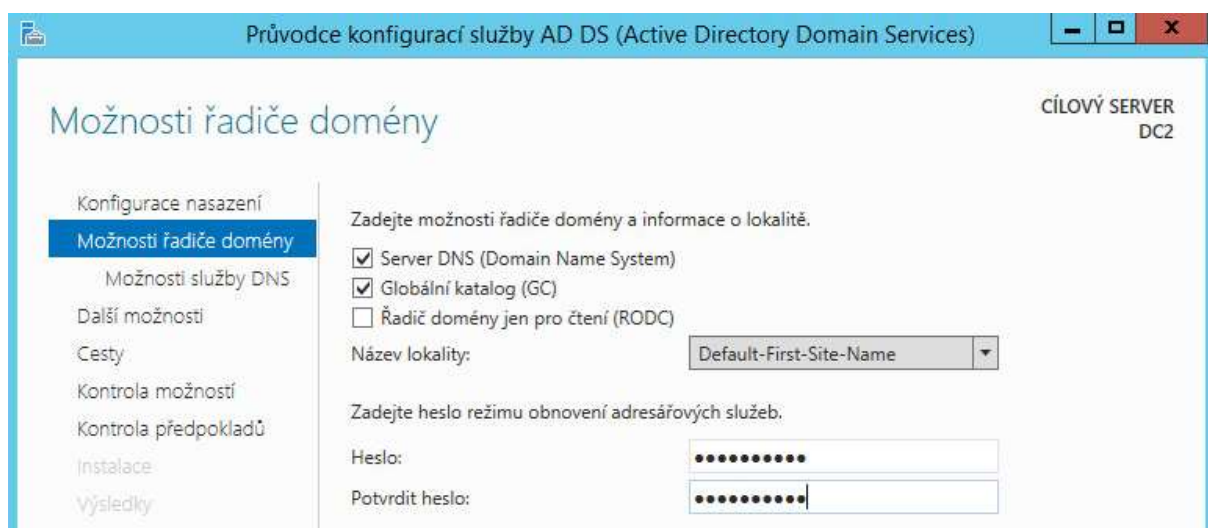 Průvodce konfigurací služby AD DS (Active Directory Domain Services)
Možnosti řadiče domény
CÍLOVÝ SERVER
DC2
Konfigurace nasazení
Možnosti řadiče domény
Možnosti služby DNS
Další možnosti
Cesty
Kontrola možností
Kontrola předpokladů
Instalace
Výsledky
Zadejte možnosti řadiče domény a informace o lokalitě.
Server DNS (Domain Name System)
Globální katalog (GC)
Řadič domény jen pro čtení (RODC)
Název lokality: Default-First-Site-Name
Zadejte heslo režimu obnovení adresářových služeb.
Heslo: ●●●●●●●●●●
Potvrdit heslo: ●●●●●●●●●●